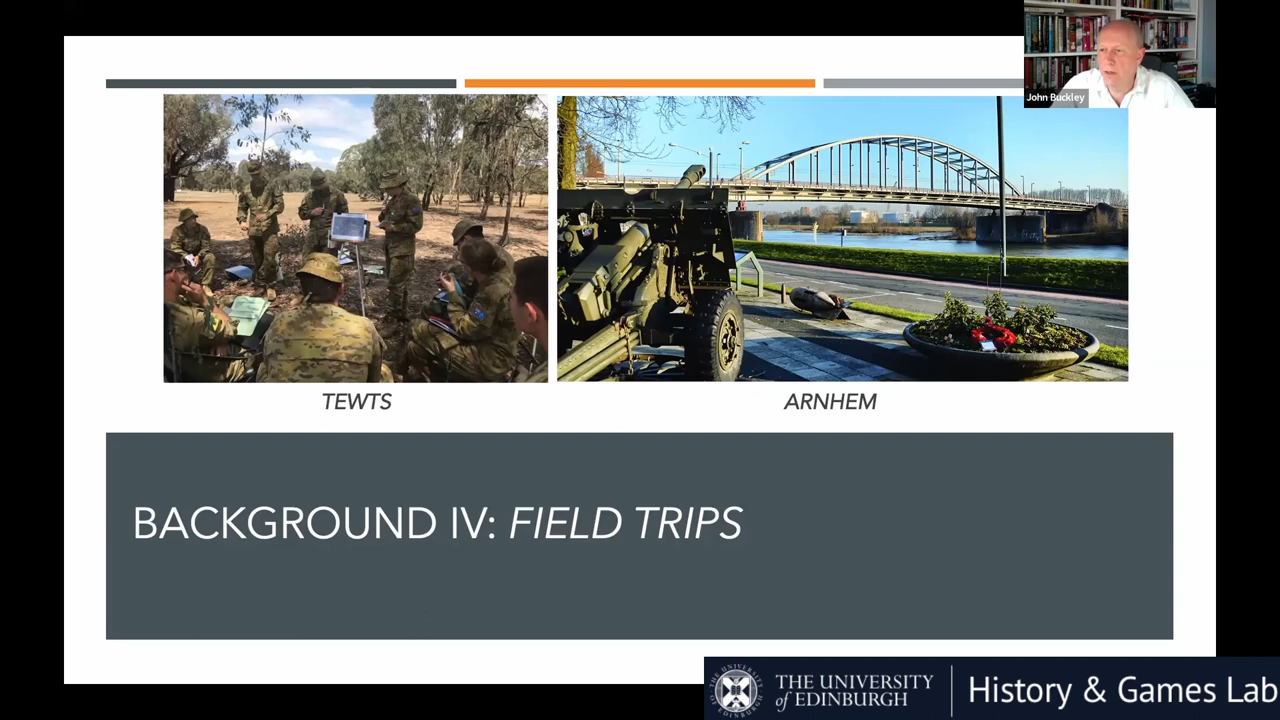 John Buckley
TEWTS
ARNHEM
BACKGROUND IV: FIELD TRIPS
THE UNIVERSITY
of EDINBURGH
History & Games Lab